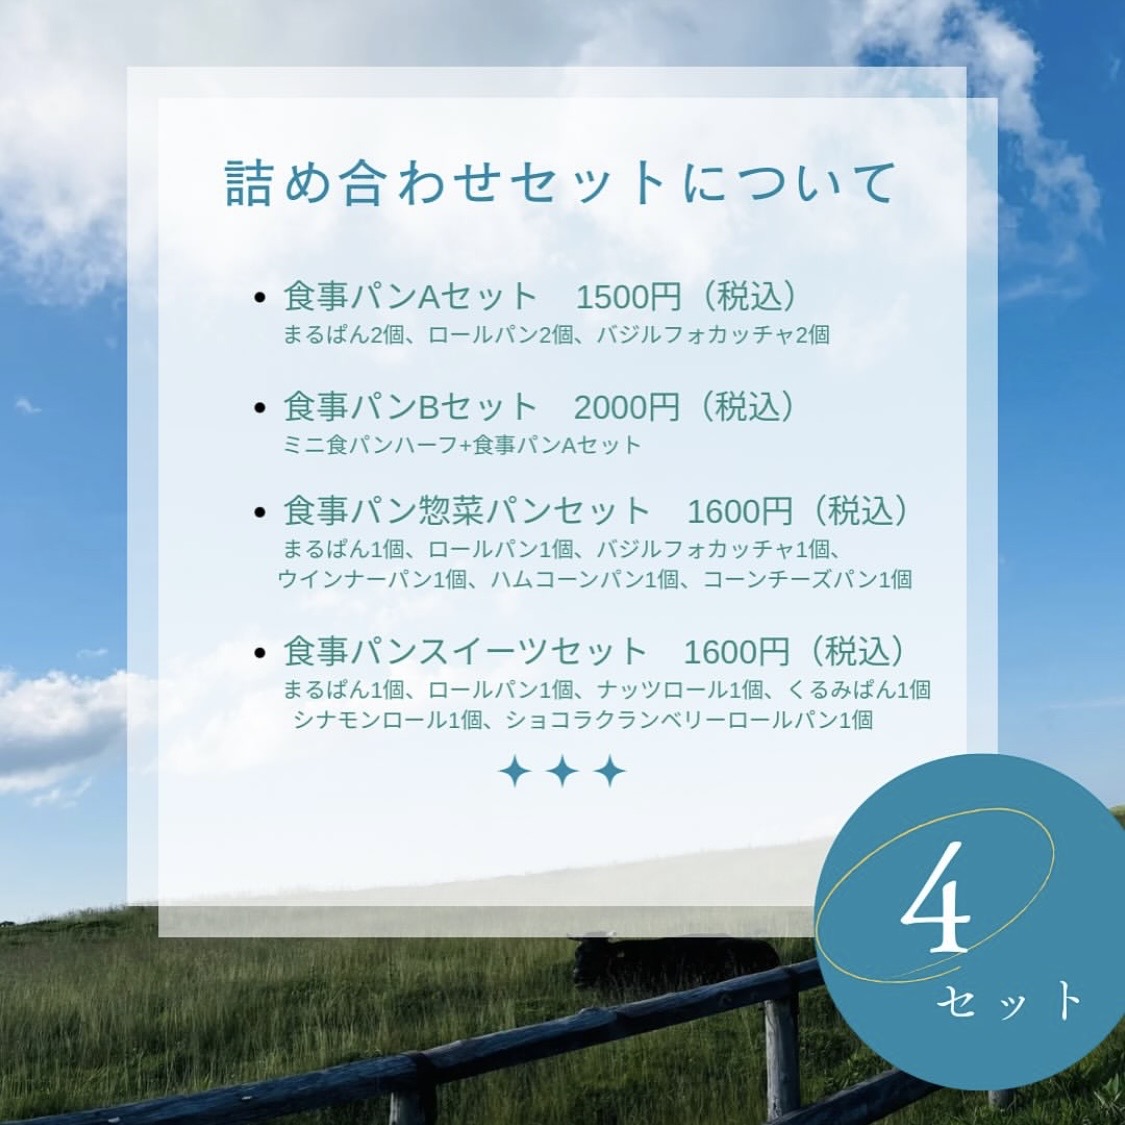 詰め合わせセットについて
• 食事パンAセット　1500円（税込）
まるぱん2個、ロールパン2個、バジルフォカッチャ2個
• 食事パンBセット　2000円（税込）
ミニ食パンハーフ+食事パンAセット
• 食事パン惣菜パンセット　1600円（税込）
まるぱん1個、ロールパン1個、バジルフォカッチャ1個、
ウインナーパン1個、ハムコーンパン1個、コーンチーズパン1個
• 食事パンスイーツセット　1600円（税込）
まるぱん1個、ロールパン1個、ナッツロール1個、くるみぱん1個
シナモンロール1個、ショコラクランベリーロールパン1個
4
セット